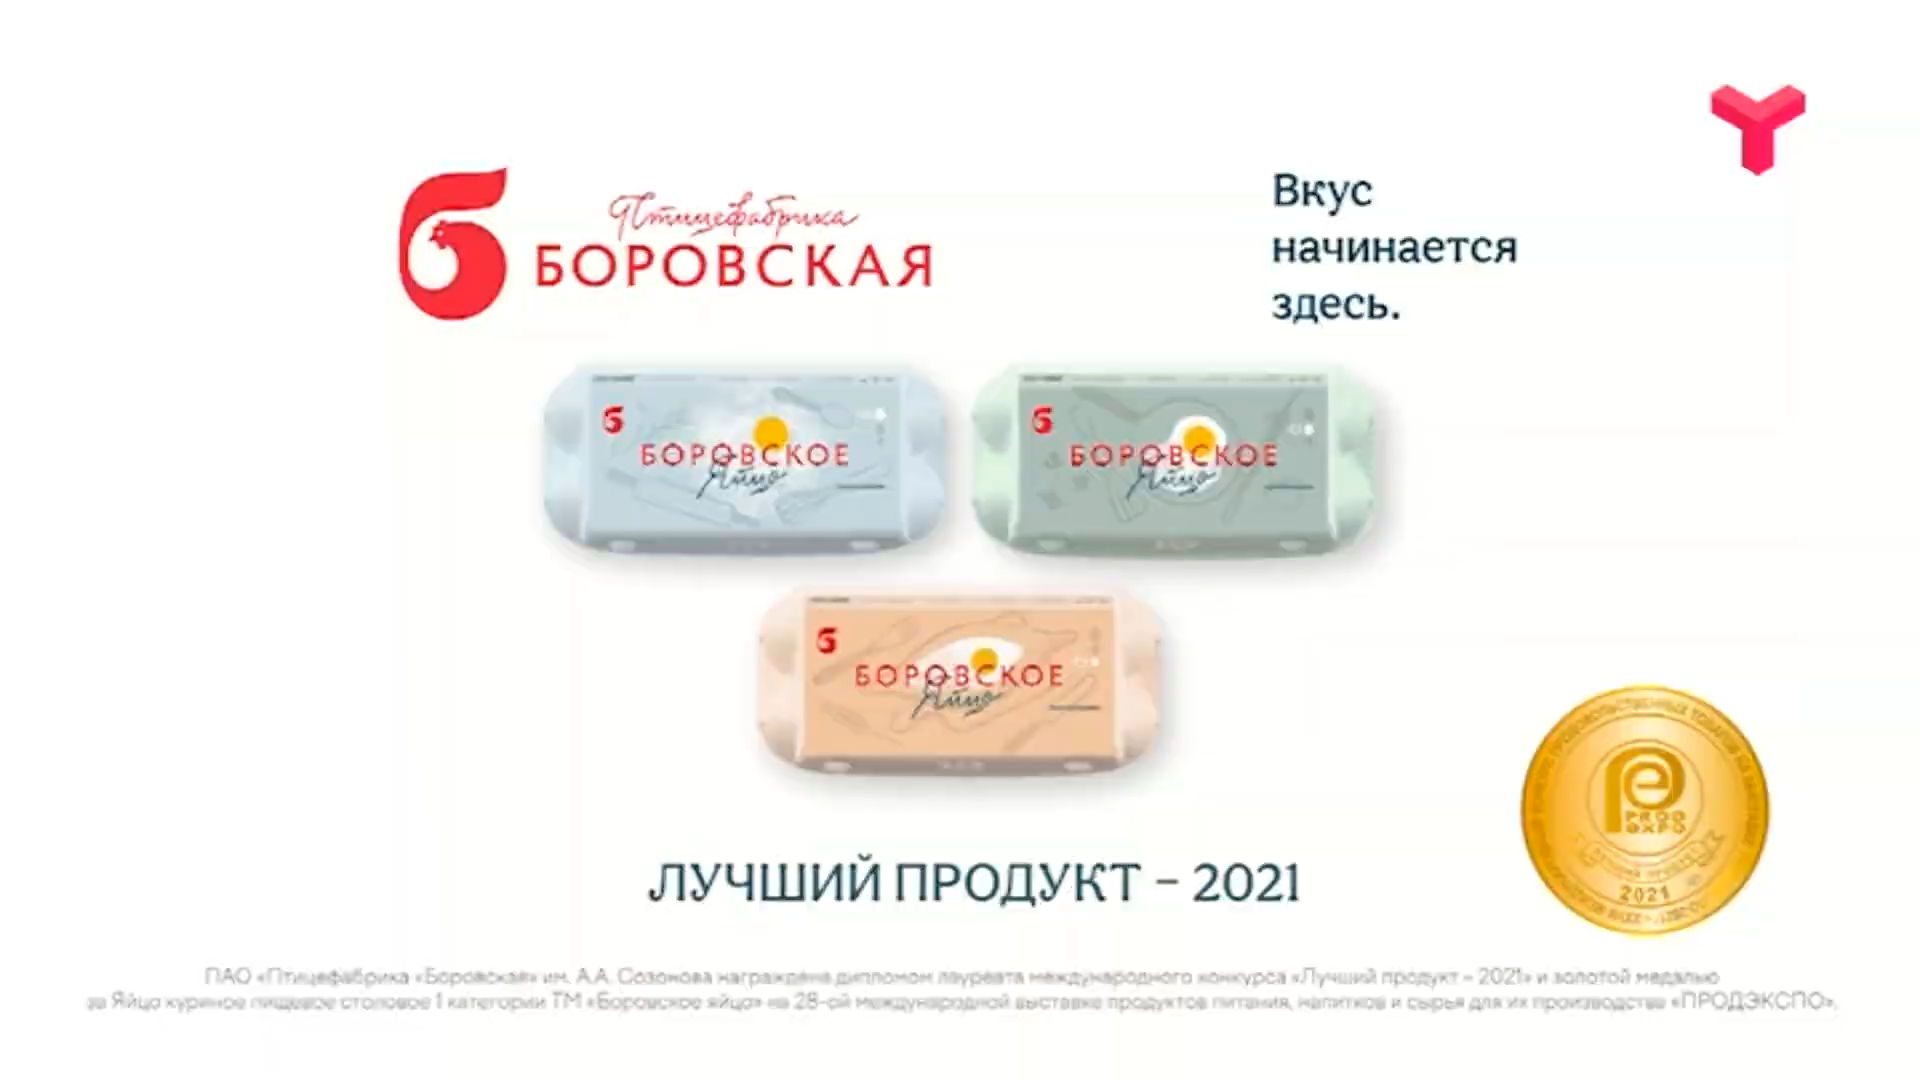 Птицефабрика
БОРОВСКАЯ
Вкус
начинается
здесь.
БОРОВСКОЕ
Яйцо
БОРОВСКОЕ
Яйцо
БОРОВСКОЕ
Яйцо
PROD
EXPO
2021
ЛУЧШИЙ ПРОДУКТ – 2021
ПАО «Птицефабрика «Боровская» им. А.А. Созонова награждена дипломом лауреата международного конкурса «Лучший продукт – 2021» и золотой медалью
за Яйцо куриное пищевое столовое 1 категории ТМ «Боровское яйцо» на 28-ой международной выставке продуктов питания, напитков и сырья для их производства «ПРОДЭКСПО».